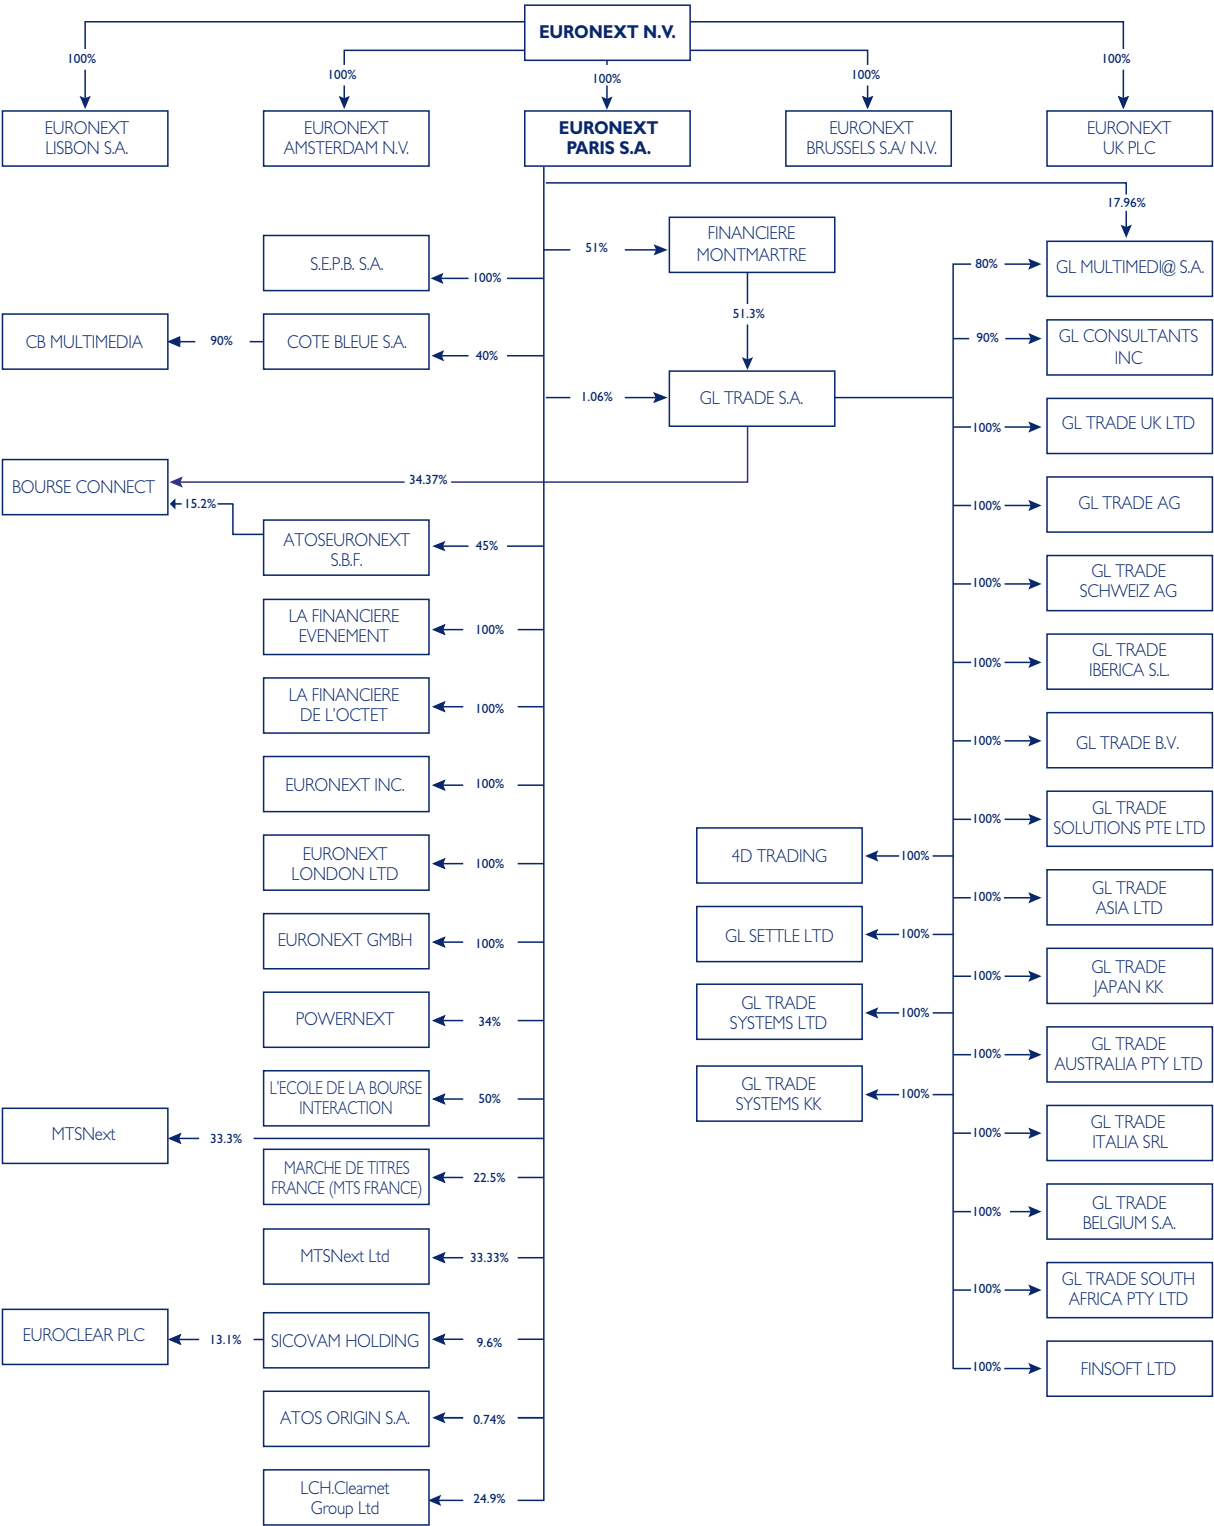 EURONEXT N.V.
100%
100%
100%
100%
100%
EURONEXT
LISBON S.A.
EURONEXT
AMSTERDAM N.V.
EURONEXT
PARIS S.A.
EURONEXT
BRUSSELS S.A/ N.V.
EURONEXT
UK PLC
17.96%
S.E.P.B. S.A.
100%
51%
FINANCIERE
MONTMARTRE
80%
GL MULTIMEDI@ S.A.
CB MULTIMEDIA
90%
COTE BLEUE S.A.
40%
51.3%
90%
GL CONSULTANTS
INC
1.06%
GL TRADE S.A.
100%
GL TRADE UK LTD
BOURSE CONNECT
34.37%
15.2%
100%
GL TRADE AG
ATOSEURONEXT
S.B.F.
45%
100%
GL TRADE
SCHWEIZ AG
LA FINANCIERE
EVENEMENT
100%
100%
GL TRADE
IBERICA S.L.
LA FINANCIERE
DE L'OCTET
100%
100%
GL TRADE B.V.
EURONEXT INC.
100%
100%
GL TRADE
SOLUTIONS PTE LTD
EURONEXT
LONDON LTD
100%
4D TRADING
100%
100%
GL TRADE
ASIA LTD
EURONEXT GMBH
100%
GL SETTLE LTD
100%
100%
GL TRADE
JAPAN KK
POWERNEXT
34%
GL TRADE
SYSTEMS LTD
100%
100%
GL TRADE
AUSTRALIA PTY LTD
L'ECOLE DE LA BOURSE
INTERACTION
50%
GL TRADE
SYSTEMS KK
100%
MTSNext
33.3%
100%
GL TRADE
ITALIA SRL
MARCHE DE TITRES
FRANCE (MTS FRANCE)
22.5%
100%
GL TRADE
BELGIUM S.A.
MTSNext Ltd
33.33%
100%
GL TRADE SOUTH
AFRICA PTY LTD
EUROCLEAR PLC
13.1%
SICOVAM HOLDING
9.6%
100%
FINSOFT LTD
ATOS ORIGIN S.A.
0.74%
LCH.Clearnet
Group Ltd
24.9%